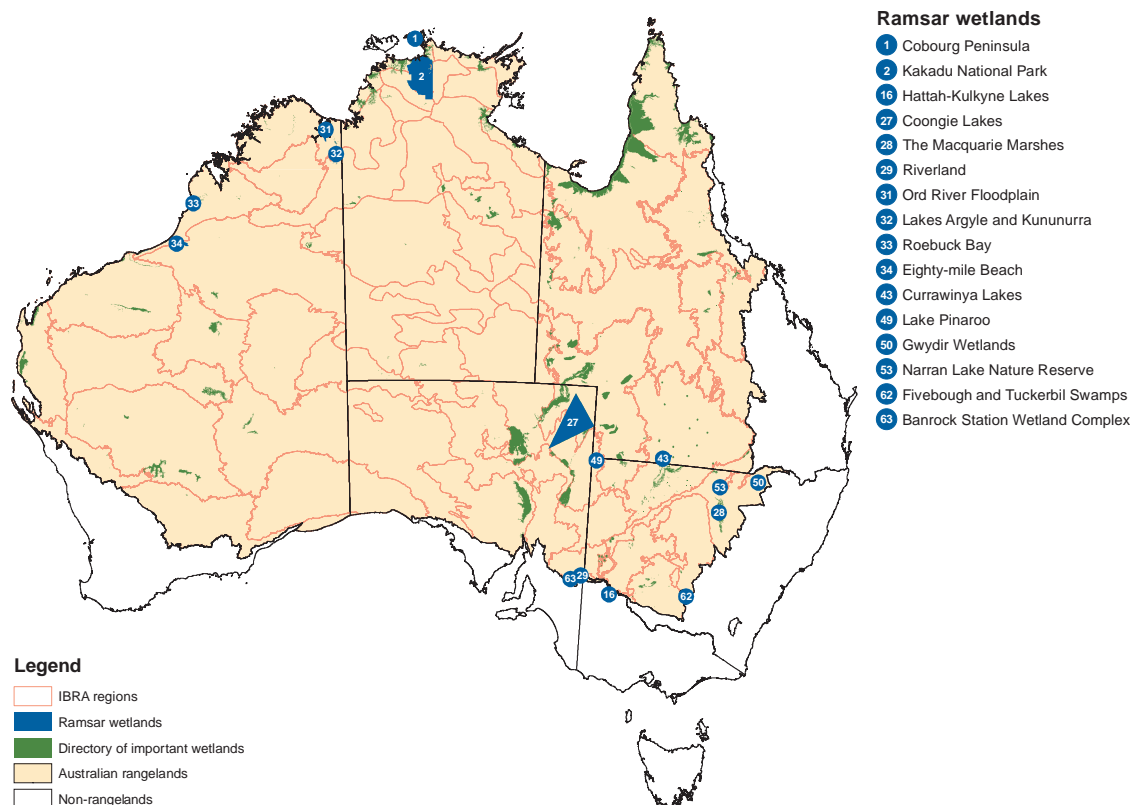 Ramsar wetlands
1 Cobourg Peninsula
2 Kakadu National Park
16 Hattah-Kulkyne Lakes
27 Coongie Lakes
28 The Macquarie Marshes
29 Riverland
31 Ord River Floodplain
32 Lakes Argyle and Kununurra
33 Roebuck Bay
34 Eighty-mile Beach
43 Currawinya Lakes
49 Lake Pinaroo
50 Gwydir Wetlands
53 Narran Lake Nature Reserve
62 Fivebough and Tuckerbil Swamps
63 Banrock Station Wetland Complex
1
2
31
32
33
34
27
49
43
53
50
28
63
29
16
62
Legend
IBRA regions
Ramsar wetlands
Directory of important wetlands
Australian rangelands
Non-rangelands